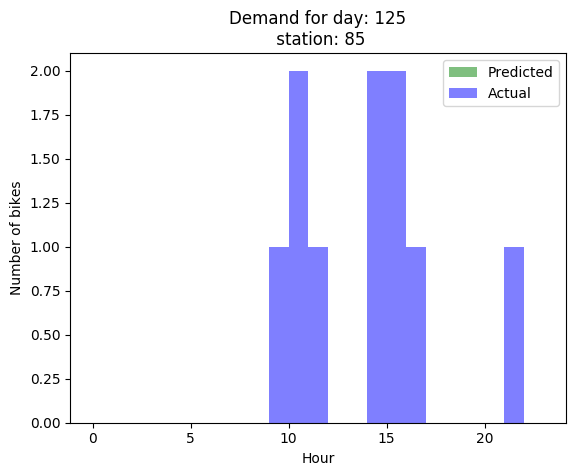 Demand for day: 125
station: 85
Predicted
Actual
2.00
1.75
1.50
1.25
1.00
0.75
0.50
0.25
0.00
Number of bikes
0 5 10 15 20
Hour